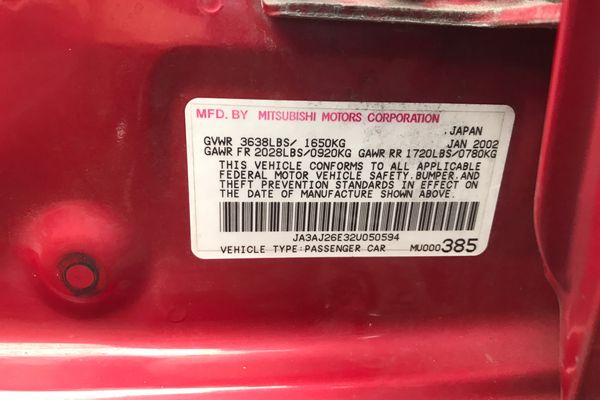 MFD. BY MITSUBISHI MOTORS CORPORATION
JAPAN
GVWR 3638LBS/ 1650KG JAN 2002
GAWR FR 2028LBS/0920KG GAWR RR 1720LBS/0780KG
THIS VEHICLE CONFORMS TO ALL APPLICABLE
FEDERAL MOTOR VEHICLE SAFETY.BUMPER.AND
THEFT PREVENTION STANDARDS IN EFFECT ON
THE DATE OF MANUFACTURE SHOWN ABOVE.
JA3AJ26E32U050594
VEHICLE TYPE:PASSENGER CAR MU000385